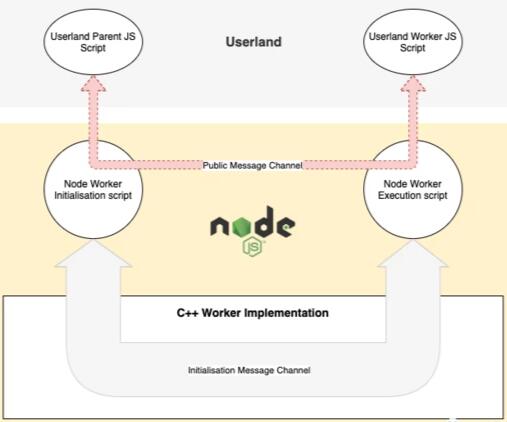 Userland Parent JS
Script
Userland
Userland Worker JS
Script
Public Message Channel
Node Worker
Initialisation script
Node Worker
Execution script
node
JS
C++ Worker Implementation
Initialisation Message Channel